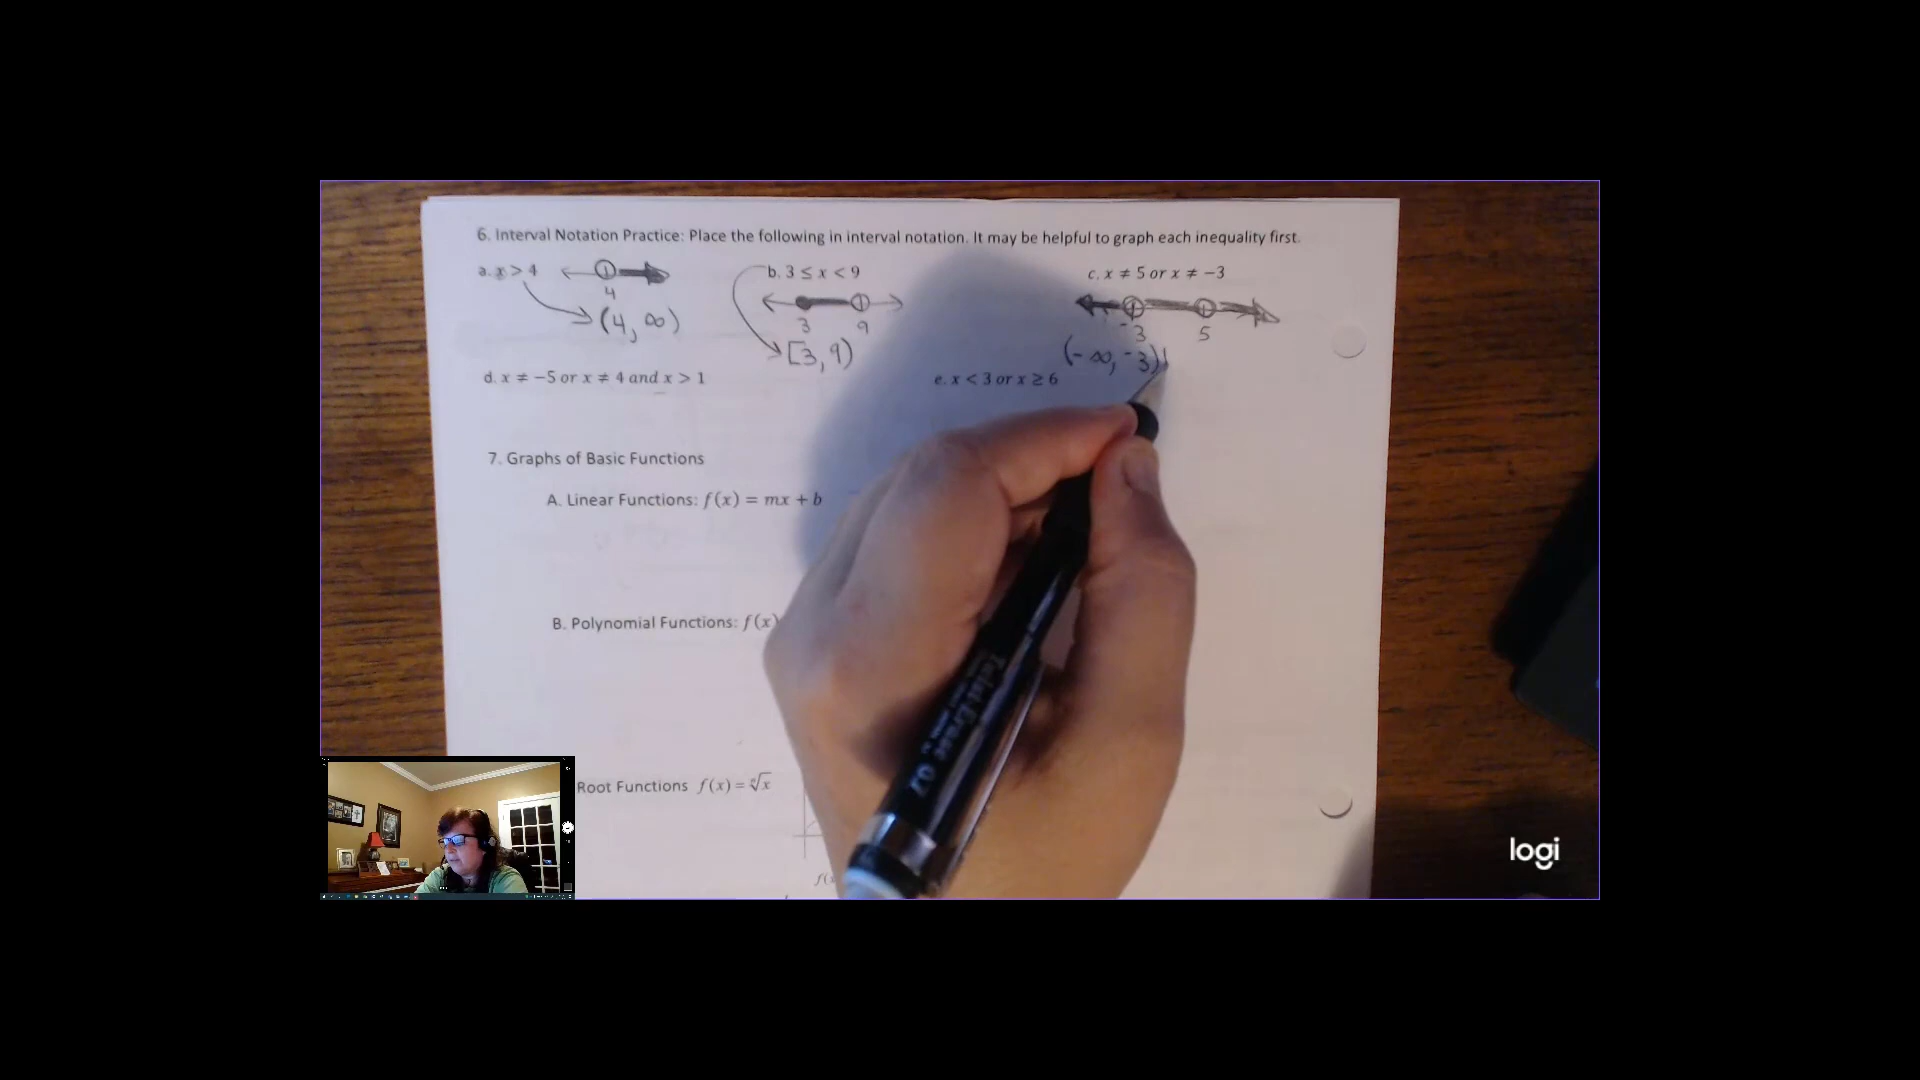 6. Interval Notation Practice: Place the following in interval notation. It may be helpful to graph each inequality first.
a. x > 4
b. 3 ≤ x < 9
c. x ≠ 5 or x ≠ −3
4
(4, ∞)
3 9
[3, 9)
-3 5
(-∞, -3)
d. x ≠ −5 or x ≠ 4 and x > 1
e. x < 3 or x ≥ 6
7. Graphs of Basic Functions
A. Linear Functions: f(x) = mx + b
B. Polynomial Functions: f(x)
Root Functions f(x) = ⁿ√x
f(x
0.7
logi